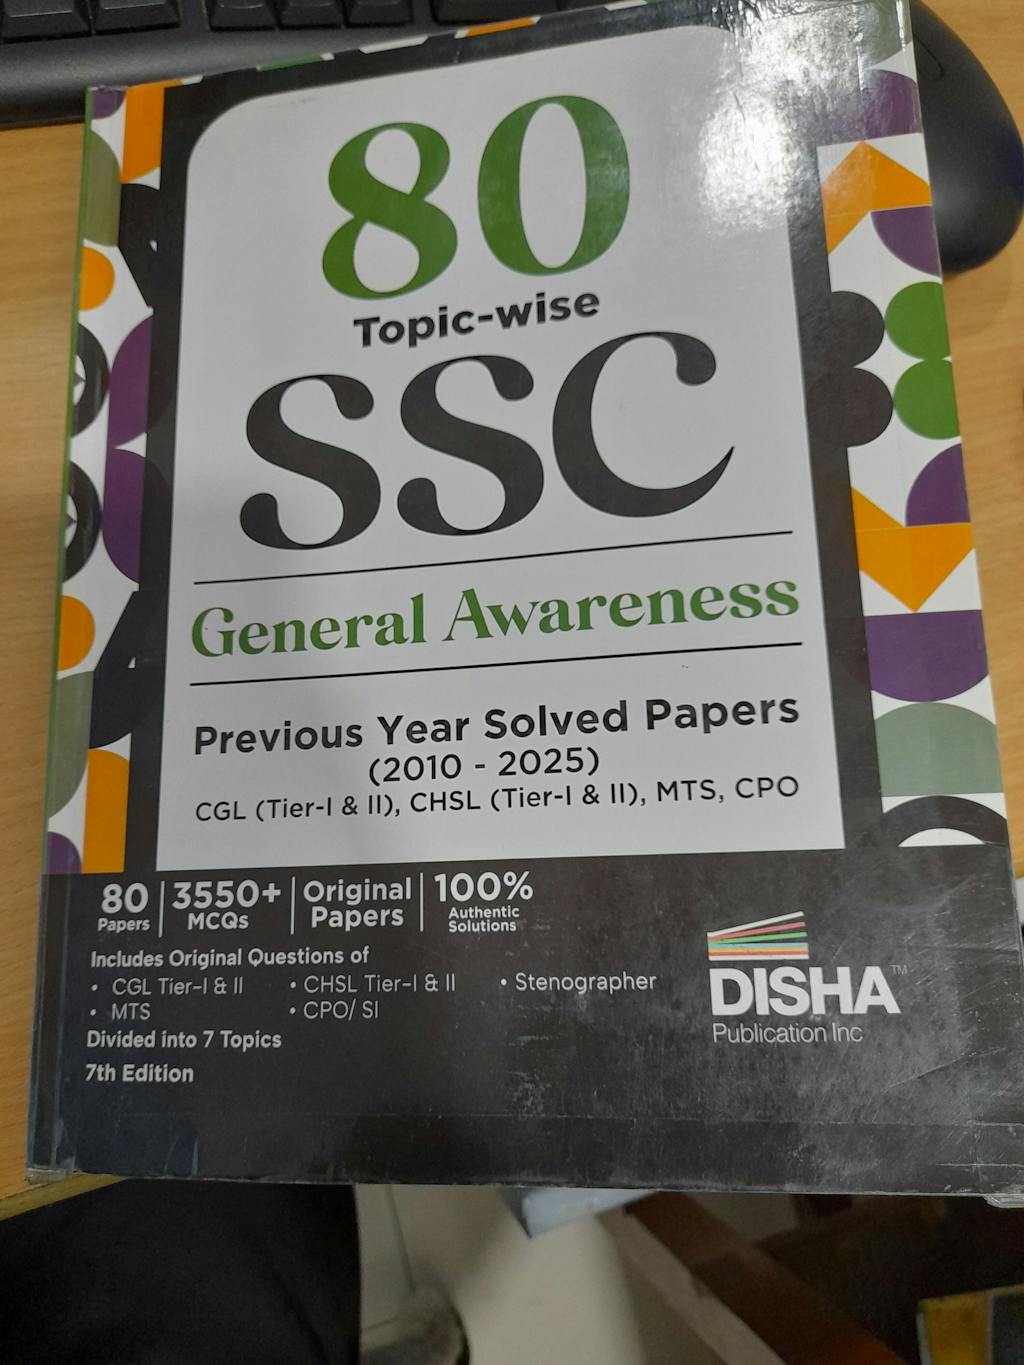 80
Topic-wise
SSC
General Awareness
Previous Year Solved Papers
(2010 - 2025)
CGL (Tier-I & II), CHSL (Tier-I & II), MTS, CPO
80 Papers | 3550+ MCQs | Original Papers | 100% Authentic Solutions
Includes Original Questions of
• CGL Tier-I & II • CHSL Tier-I & II • Stenographer
• MTS • CPO/ SI
Divided into 7 Topics
7th Edition
DISHA™
Publication Inc